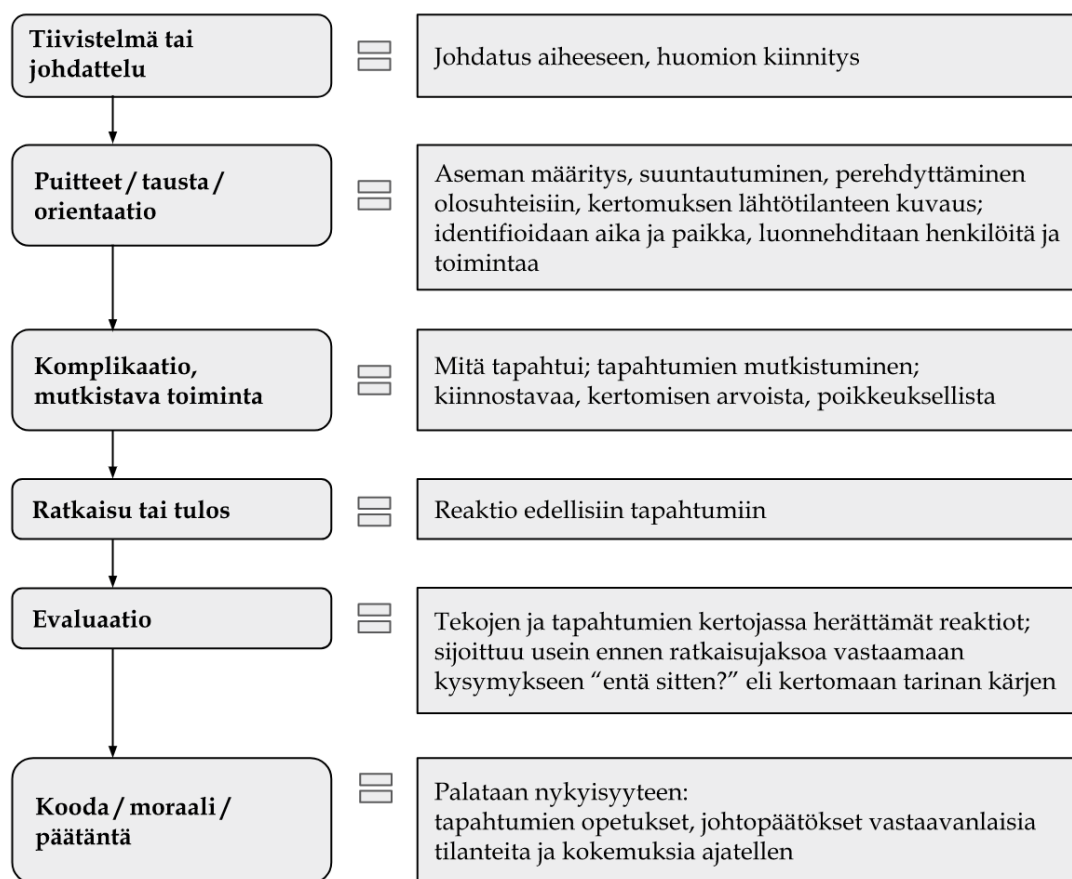 Tiivistelmä tai
johdattelu
Johdatus aiheeseen, huomion kiinnitys
Puitteet / tausta /
orientaatio
Aseman määritys, suuntautuminen, perehdyttäminen
olosuhteisiin, kertomuksen lähtötilanteen kuvaus;
identifioidaan aika ja paikka, luonnehditaan henkilöitä ja
toimintaa
Komplikaatio,
mutkistava toiminta
Mitä tapahtui; tapahtumien mutkistuminen;
kiinnostavaa, kertomisen arvoista, poikkeuksellista
Ratkaisu tai tulos
Reaktio edellisiin tapahtumiin
Evaluaatio
Tekojen ja tapahtumien kertojassa herättämät reaktiot;
sijoittuu usein ennen ratkaisujaksoa vastaamaan
kysymykseen “entä sitten?” eli kertomaan tarinan kärjen
Kooda / moraali /
päätäntä
Palataan nykyisyyteen:
tapahtumien opetukset, johtopäätökset vastaavanlaisia
tilanteita ja kokemuksia ajatellen